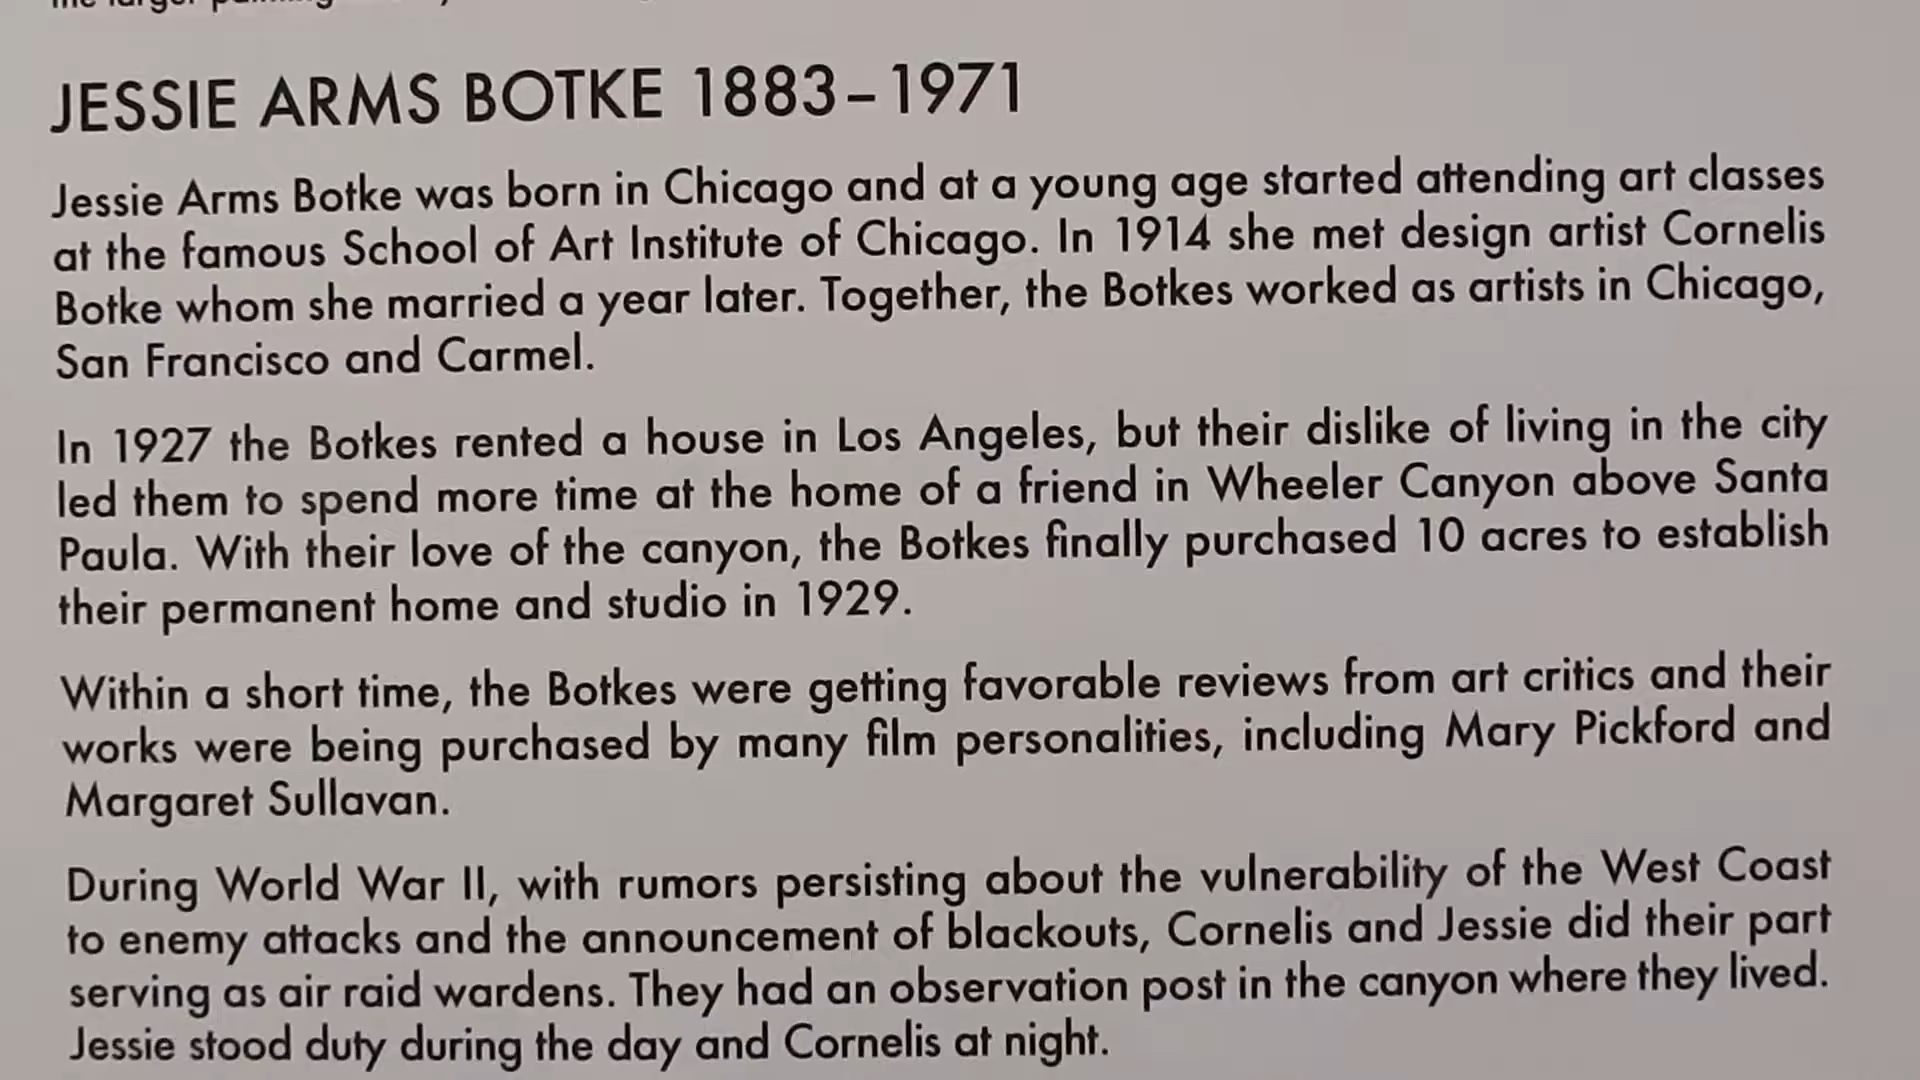 JESSIE ARMS BOTKE 1883–1971
Jessie Arms Botke was born in Chicago and at a young age started attending art classes
at the famous School of Art Institute of Chicago. In 1914 she met design artist Cornelis
Botke whom she married a year later. Together, the Botkes worked as artists in Chicago,
San Francisco and Carmel.
In 1927 the Botkes rented a house in Los Angeles, but their dislike of living in the city
led them to spend more time at the home of a friend in Wheeler Canyon above Santa
Paula. With their love of the canyon, the Botkes finally purchased 10 acres to establish
their permanent home and studio in 1929.
Within a short time, the Botkes were getting favorable reviews from art critics and their
works were being purchased by many film personalities, including Mary Pickford and
Margaret Sullavan.
During World War II, with rumors persisting about the vulnerability of the West Coast
to enemy attacks and the announcement of blackouts, Cornelis and Jessie did their part
serving as air raid wardens. They had an observation post in the canyon where they lived.
Jessie stood duty during the day and Cornelis at night.